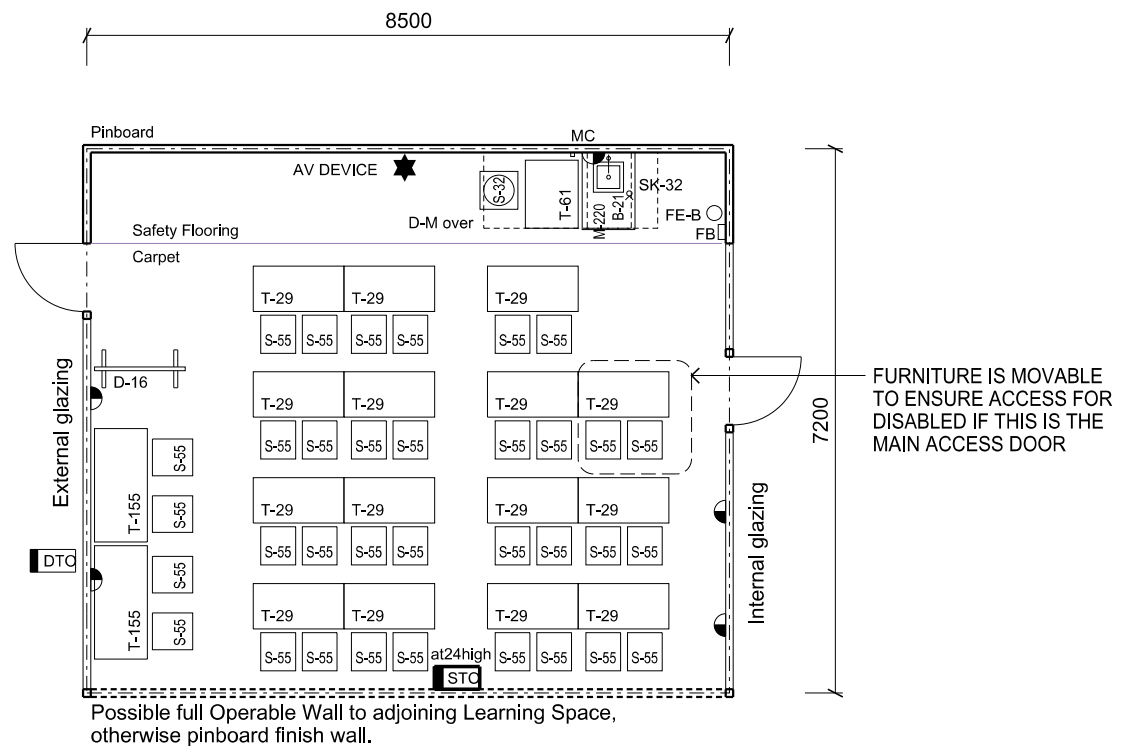 8500
Pinboard
MC
AV DEVICE
S-32
T-61
M-220
B-21
SK-32
D-M over
FE-B
FB
Safety Flooring
Carpet
T-29 T-29 T-29
S-55 S-55 S-55 S-55 S-55 S-55
D-16
External glazing
T-29 T-29 T-29 T-29
S-55 S-55 S-55 S-55 S-55 S-55 S-55 S-55
FURNITURE IS MOVABLE
TO ENSURE ACCESS FOR
DISABLED IF THIS IS THE
MAIN ACCESS DOOR
7200
T-155
S-55
S-55
T-29 T-29 T-29 T-29
S-55 S-55 S-55 S-55 S-55 S-55 S-55 S-55
Internal glazing
DTO
T-155
S-55
S-55
T-29 T-29 T-29 T-29
S-55 S-55 S-55 S-55 S-55 S-55 S-55 S-55
at24high
STO
Possible full Operable Wall to adjoining Learning Space,
otherwise pinboard finish wall.